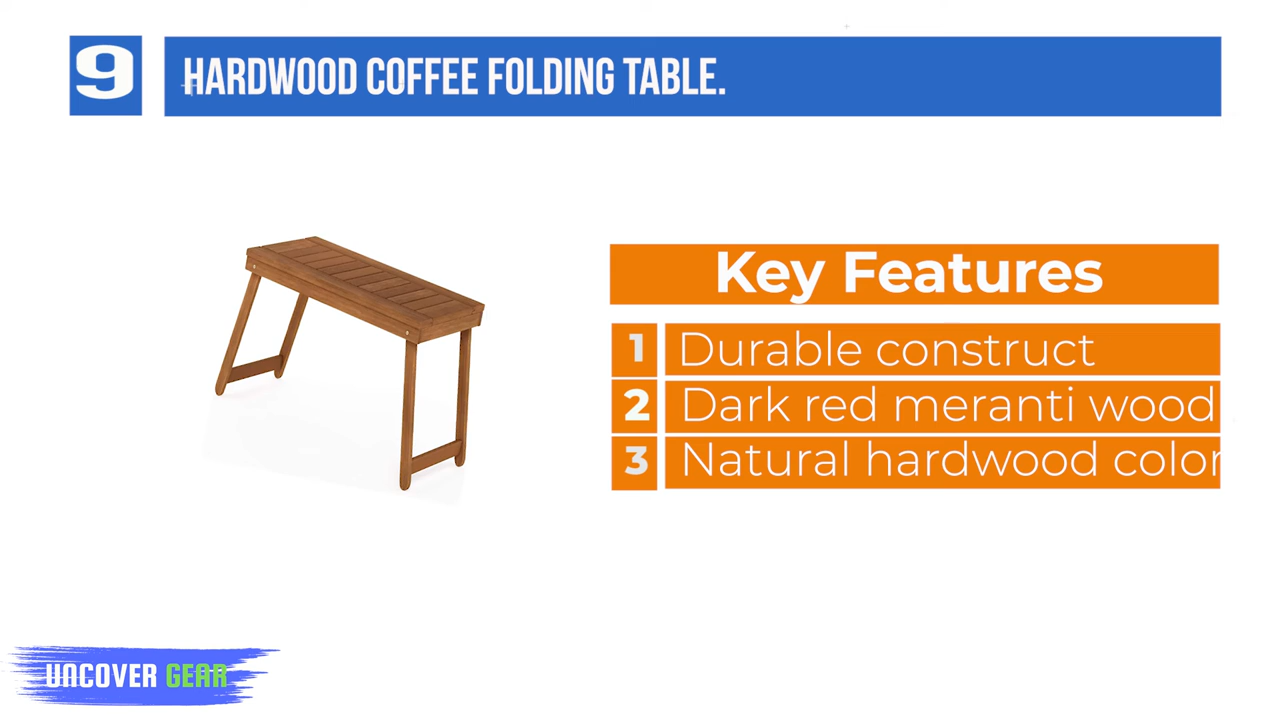 9
HARDWOOD COFFEE FOLDING TABLE.
Key Features
1 Durable construct
2 Dark red meranti wood
3 Natural hardwood color
UNCOVER GEAR